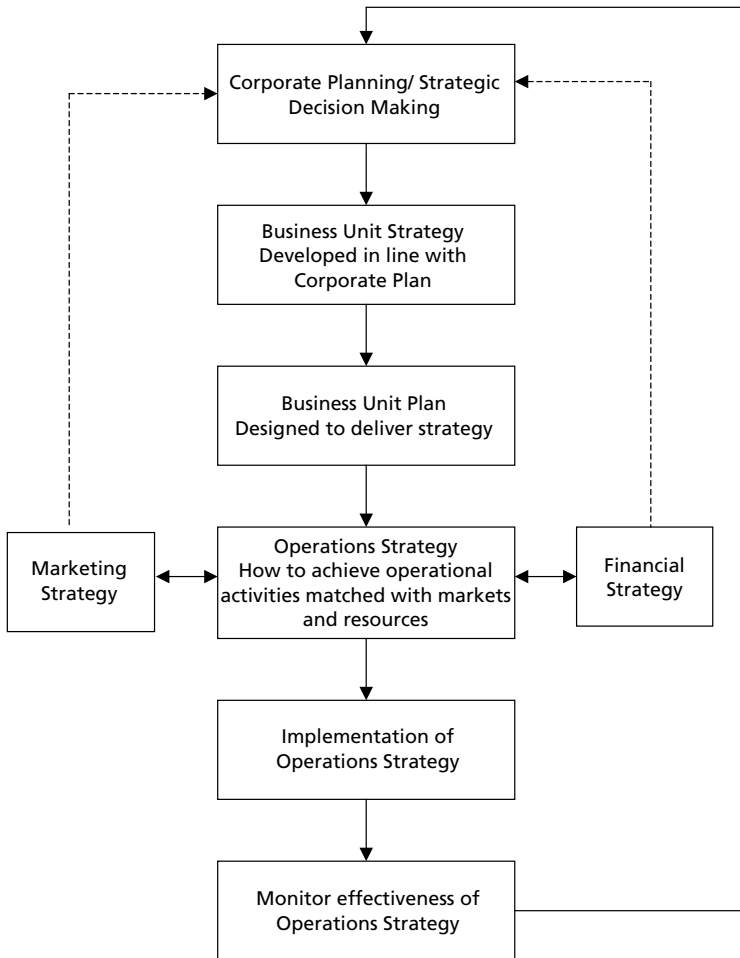 Corporate Planning/ Strategic
Decision Making
Business Unit Strategy
Developed in line with
Corporate Plan
Business Unit Plan
Designed to deliver strategy
Marketing
Strategy
Operations Strategy
How to achieve operational
activities matched with markets
and resources
Financial
Strategy
Implementation of
Operations Strategy
Monitor effectiveness of
Operations Strategy